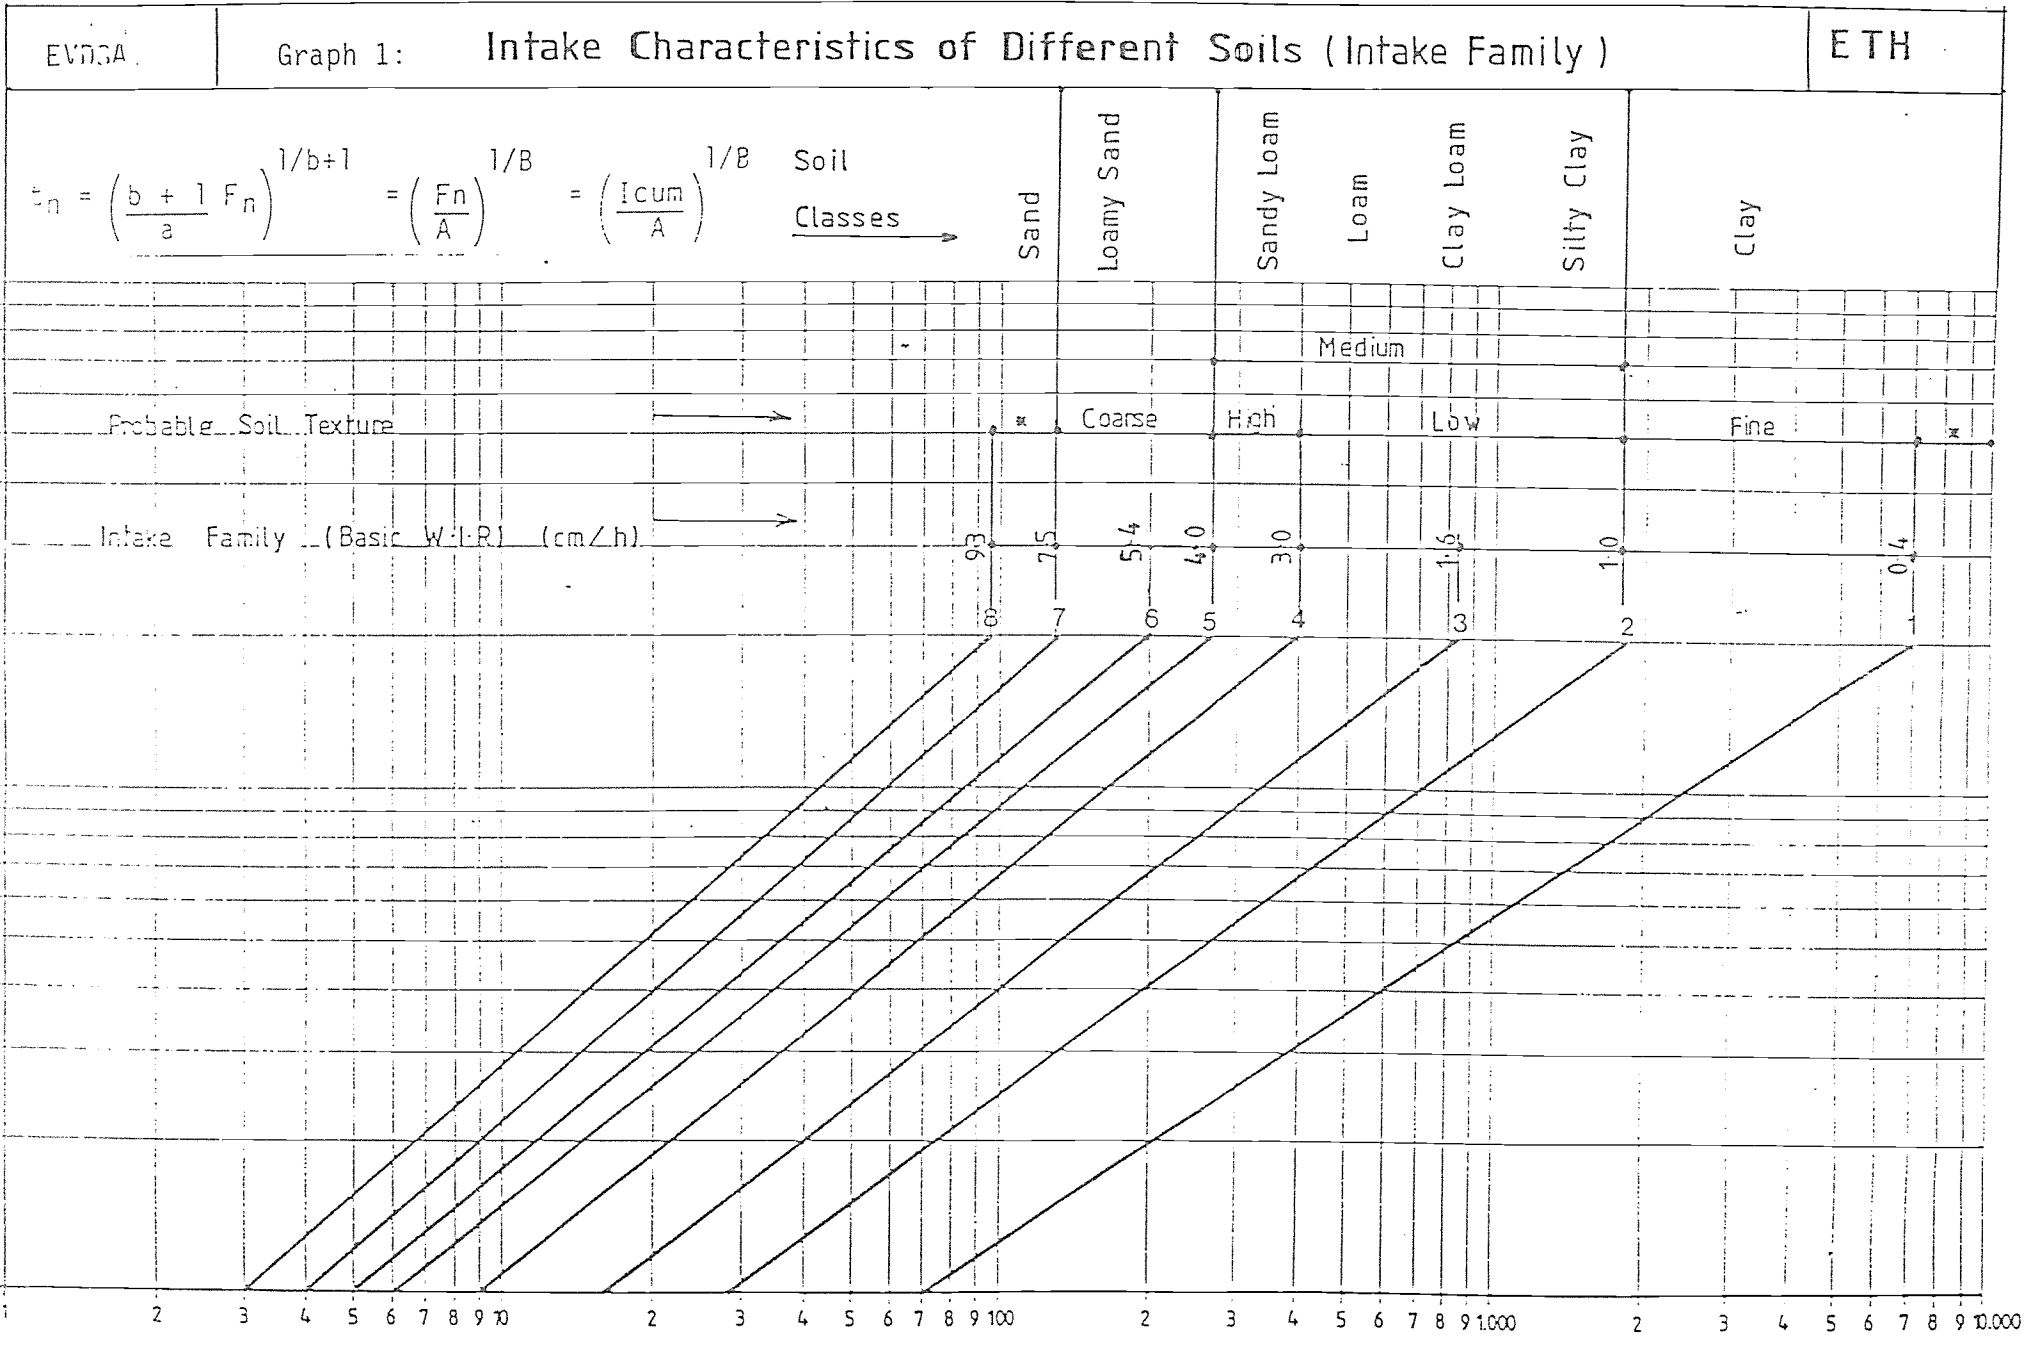 EVDSA.
Graph 1: Intake Characteristics of Different Soils (Intake Family)
ETH
tn = (b + 1 / a Fn) 1/b+1 = (Fn / A) 1/B = (Icum / A) 1/B
Soil
Classes
Sand
Loamy Sand
Sandy Loam
Loam
Clay Loam
Silty Clay
Clay
Medium
Probable Soil Texture
* Coarse High Low Fine *
Intake Family (Basic W.I.R) (cm/h)
9.3 7.5 5.4 4.0 3.0 1.6 1.0 0.4
8 7 6 5 4 3 2 1
1 2 3 4 5 6 7 8 9 10 2 3 4 5 6 7 8 9 100 2 3 4 5 6 7 8 9 1.000 2 3 4 5 6 7 8 9 10.000